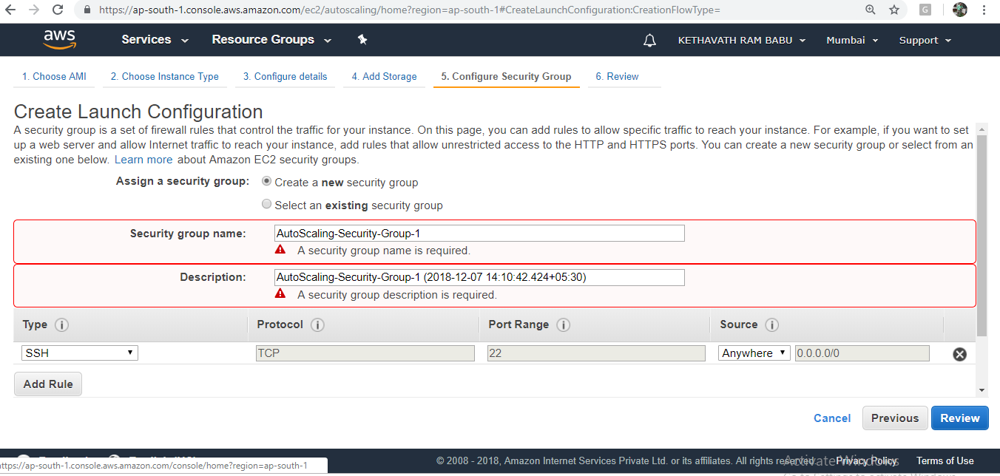 https://ap-south-1.console.aws.amazon.com/ec2/autoscaling/home?region=ap-south-1#CreateLaunchConfiguration:CreationFlowType=
G
aws Services Resource Groups KETHAVATH RAM BABU Mumbai Support
1. Choose AMI 2. Choose Instance Type 3. Configure details 4. Add Storage 5. Configure Security Group 6. Review
Create Launch Configuration
A security group is a set of firewall rules that control the traffic for your instance. On this page, you can add rules to allow specific traffic to reach your instance. For example, if you want to set
up a web server and allow Internet traffic to reach your instance, add rules that allow unrestricted access to the HTTP and HTTPS ports. You can create a new security group or select from an
existing one below. Learn more about Amazon EC2 security groups.
Assign a security group: Create a new security group
Select an existing security group
Security group name: AutoScaling-Security-Group-1
A security group name is required.
Description: AutoScaling-Security-Group-1 (2018-12-07 14:10:42.424+05:30)
A security group description is required.
Type i Protocol i Port Range i Source i
SSH TCP 22 Anywhere 0.0.0.0/0
Add Rule
Cancel Previous Review
© 2008 - 2018, Amazon Internet Services Private Ltd. or its affiliates. All rights reserved. Privacy Policy Terms of Use
Activate Windows
ttps://ap-south-1.console.aws.amazon.com/console/home?region=ap-south-1